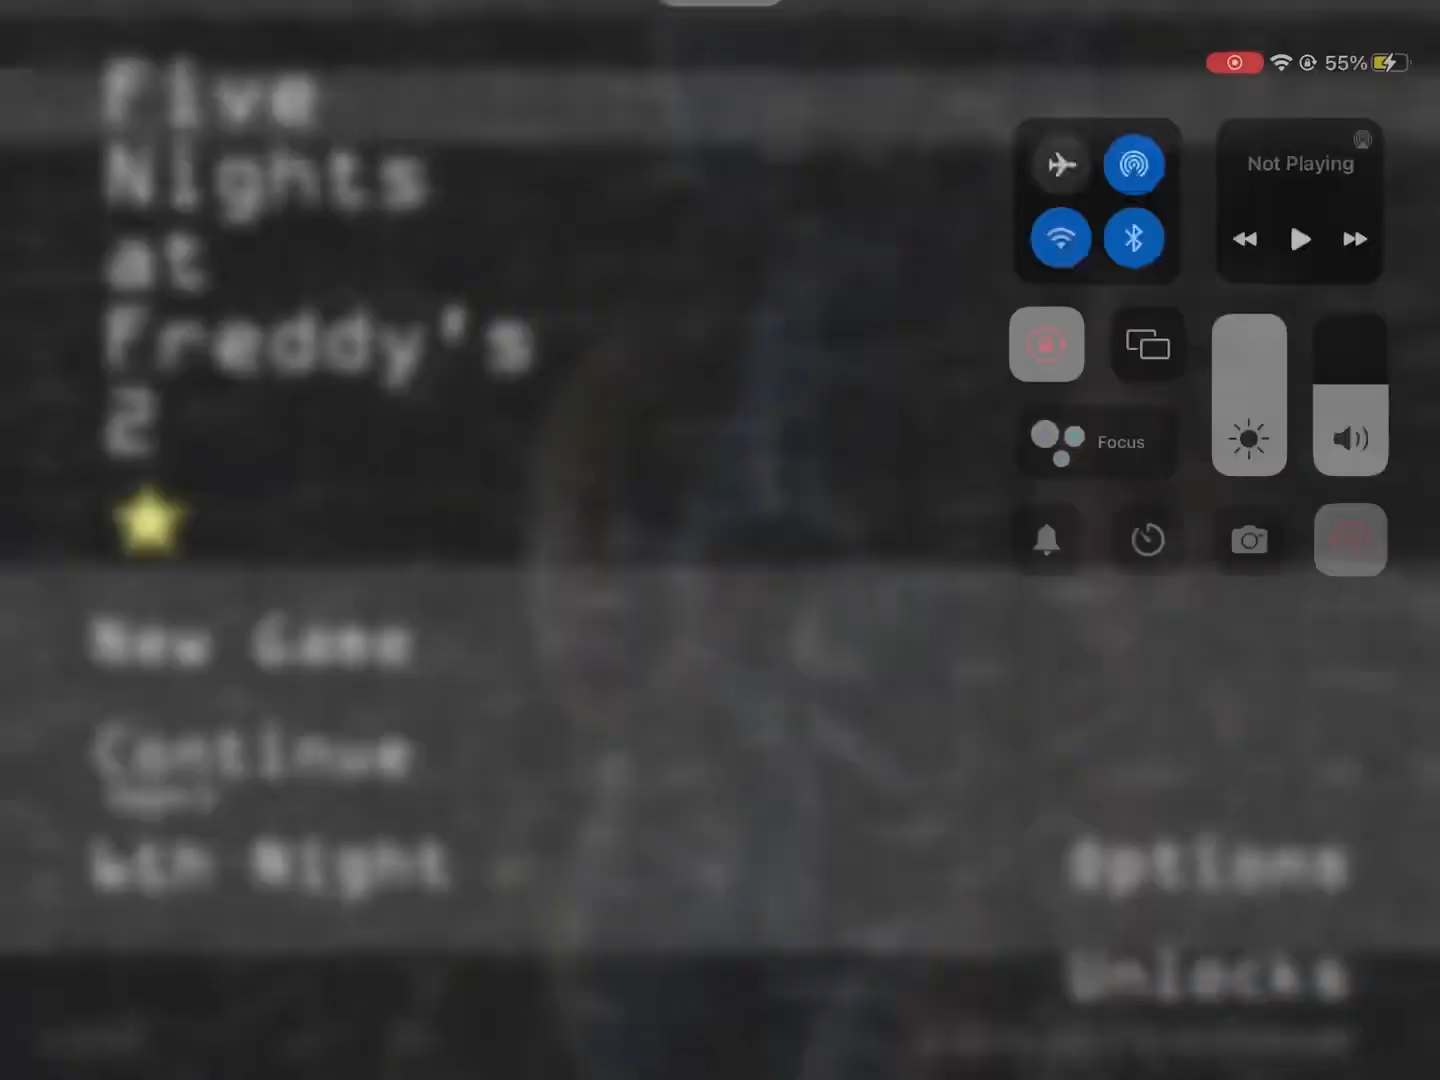 55%
Five
Nights
at
Freddy's
2
Not Playing
Focus
New Game
Continue
6th Night
Options
Unlocks